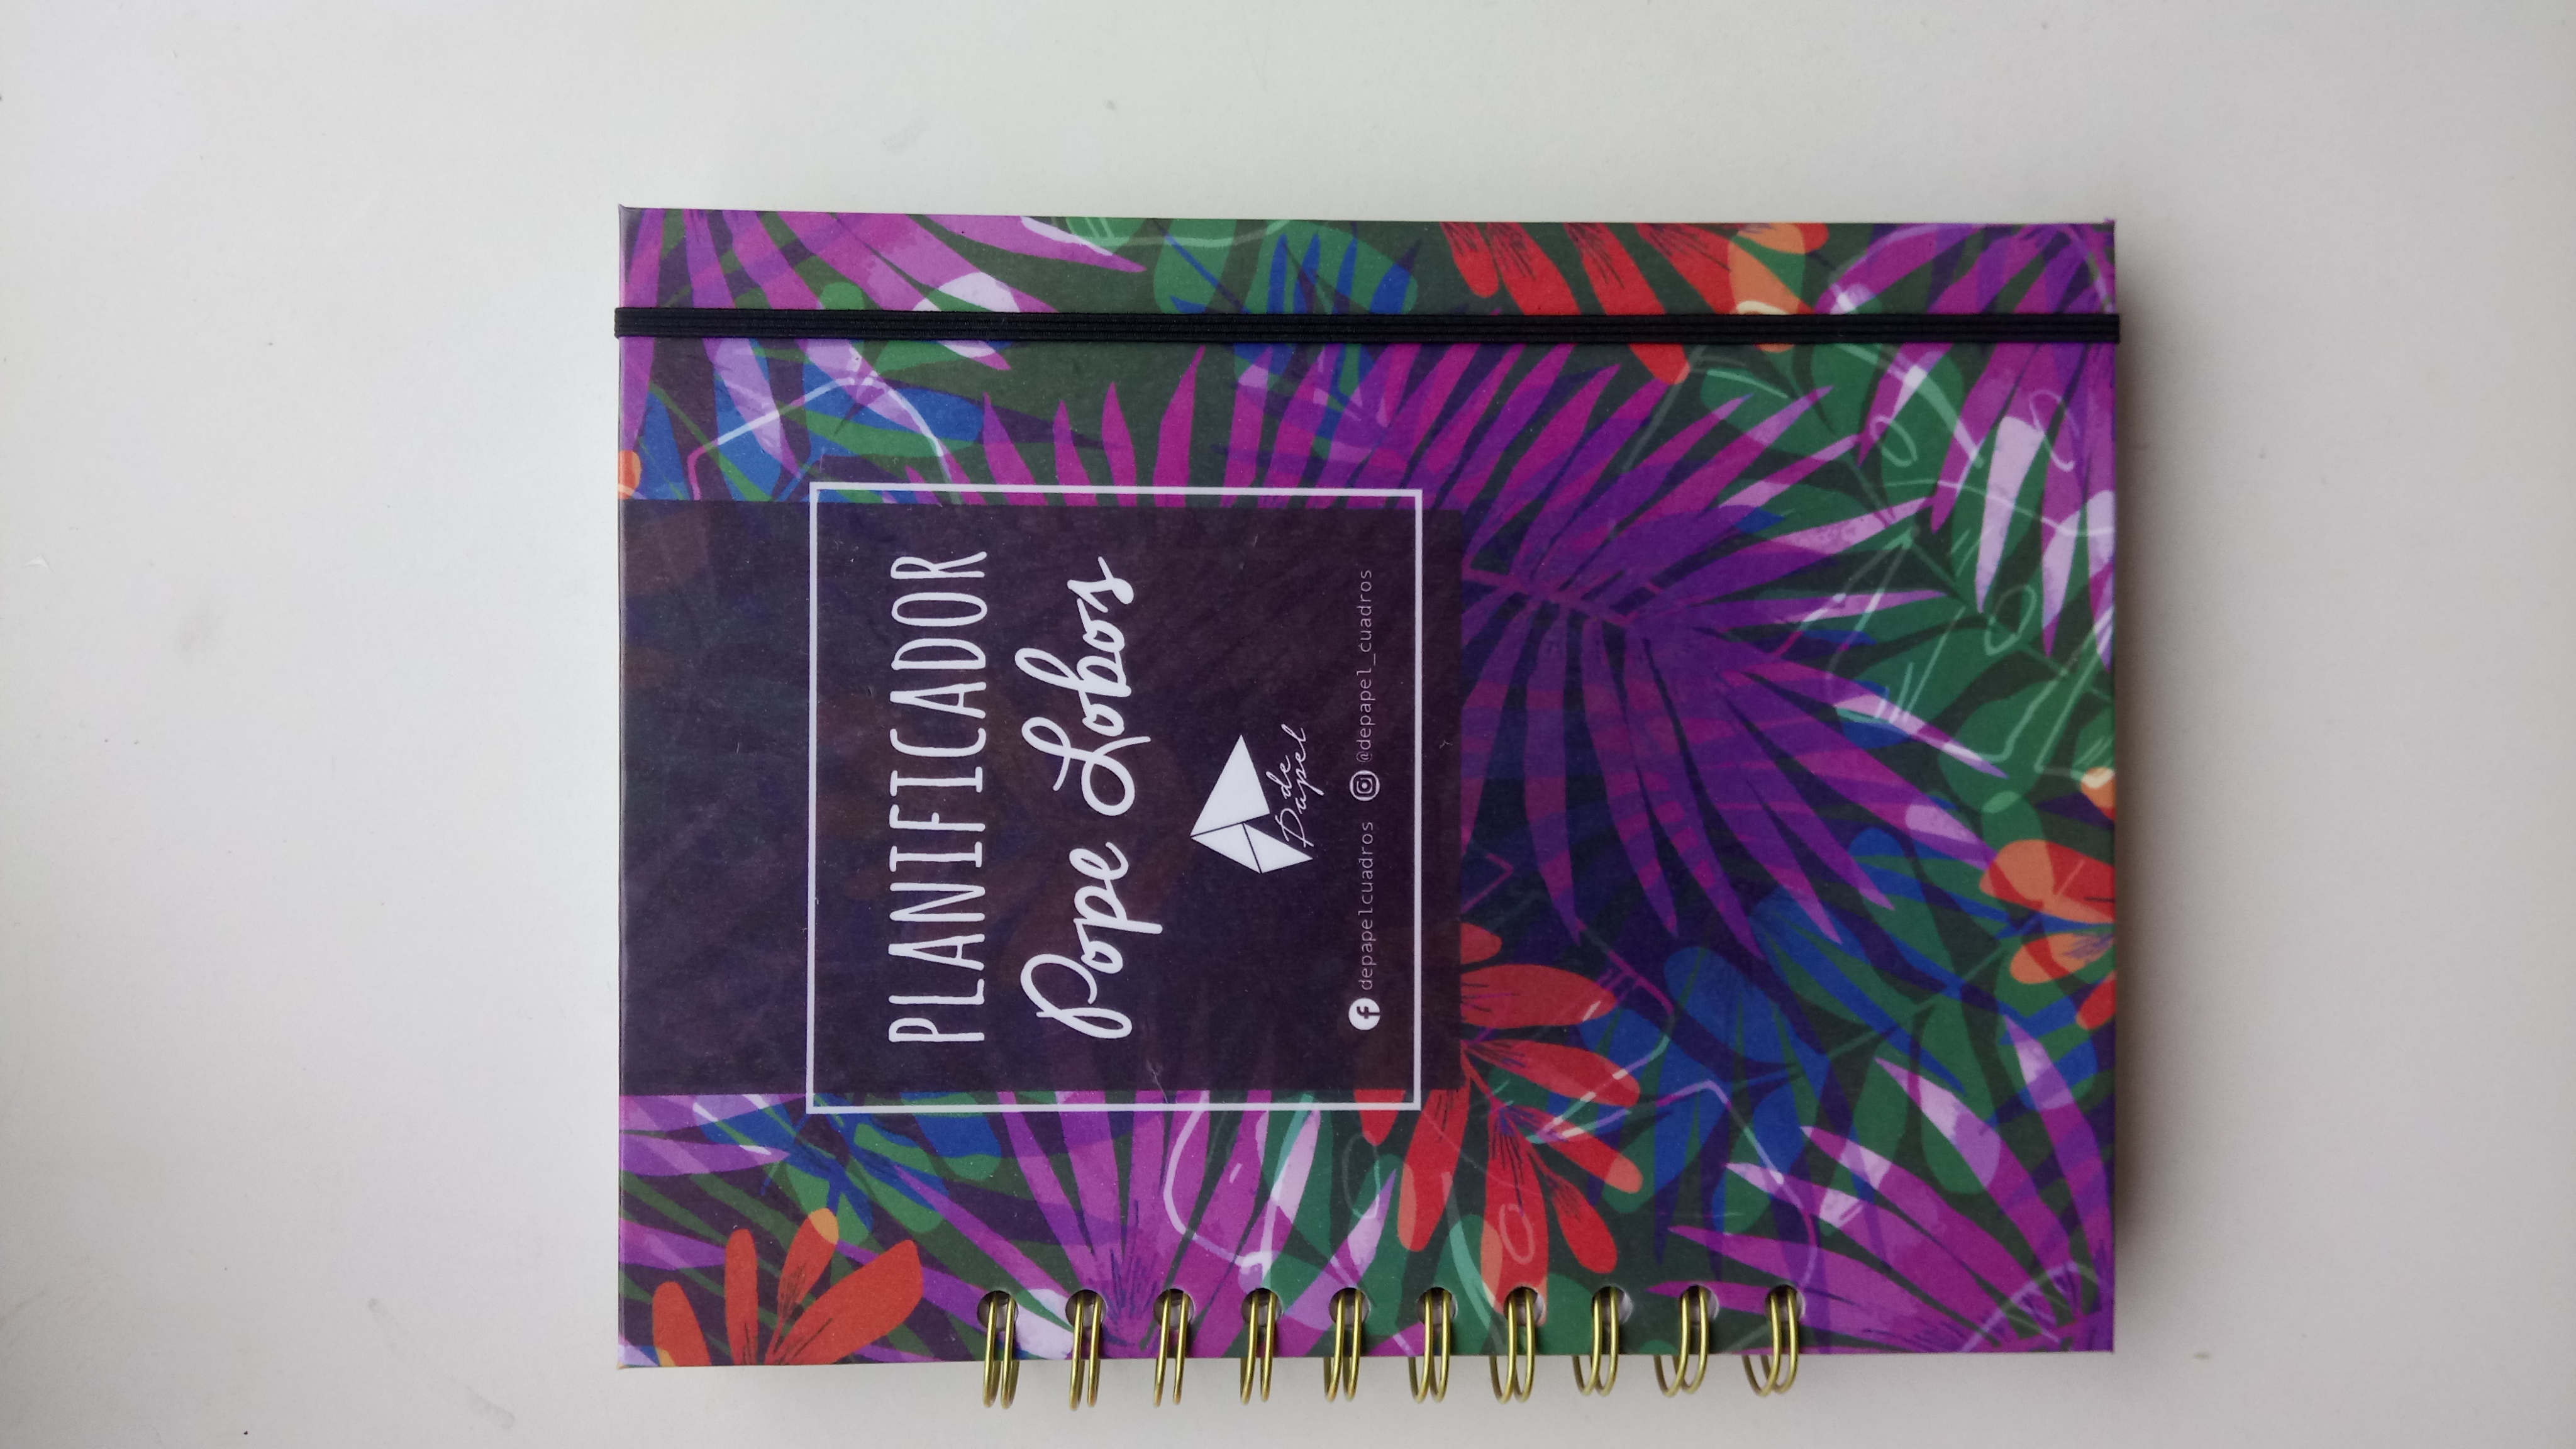 PLANIFICADOR
Pope Lobos
de
Papel
depapelcuadros @depapel_cuadros